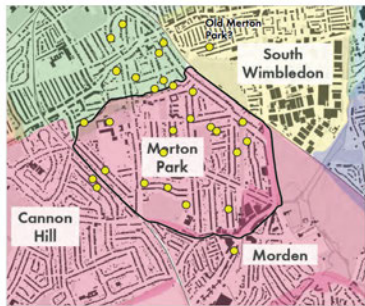 Old Merton
Park?
South
Wimbledon
Merton
Park
Cannon
Hill
Morden